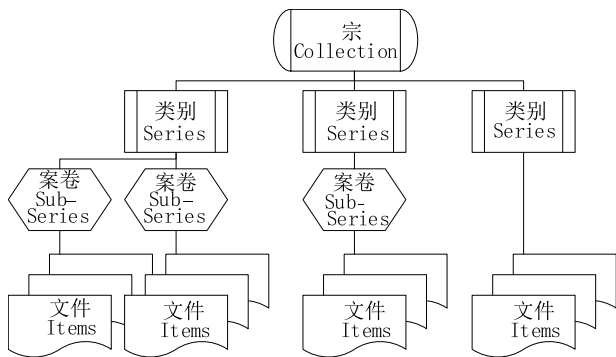 宗
Collection
类别
Series
类别
Series
类别
Series
案卷
Sub-
Series
案卷
Sub-
Series
案卷
Sub-
Series
文件
Items
文件
Items
文件
Items
文件
Items